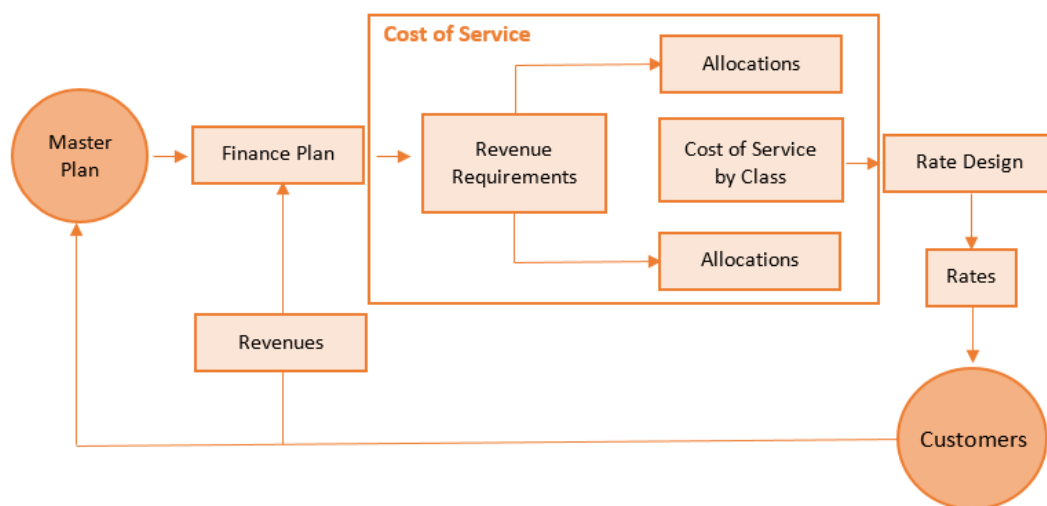 Cost of Service
Allocations
Master
Plan
Finance Plan
Revenue
Requirements
Cost of Service
by Class
Rate Design
Allocations
Rates
Revenues
Customers